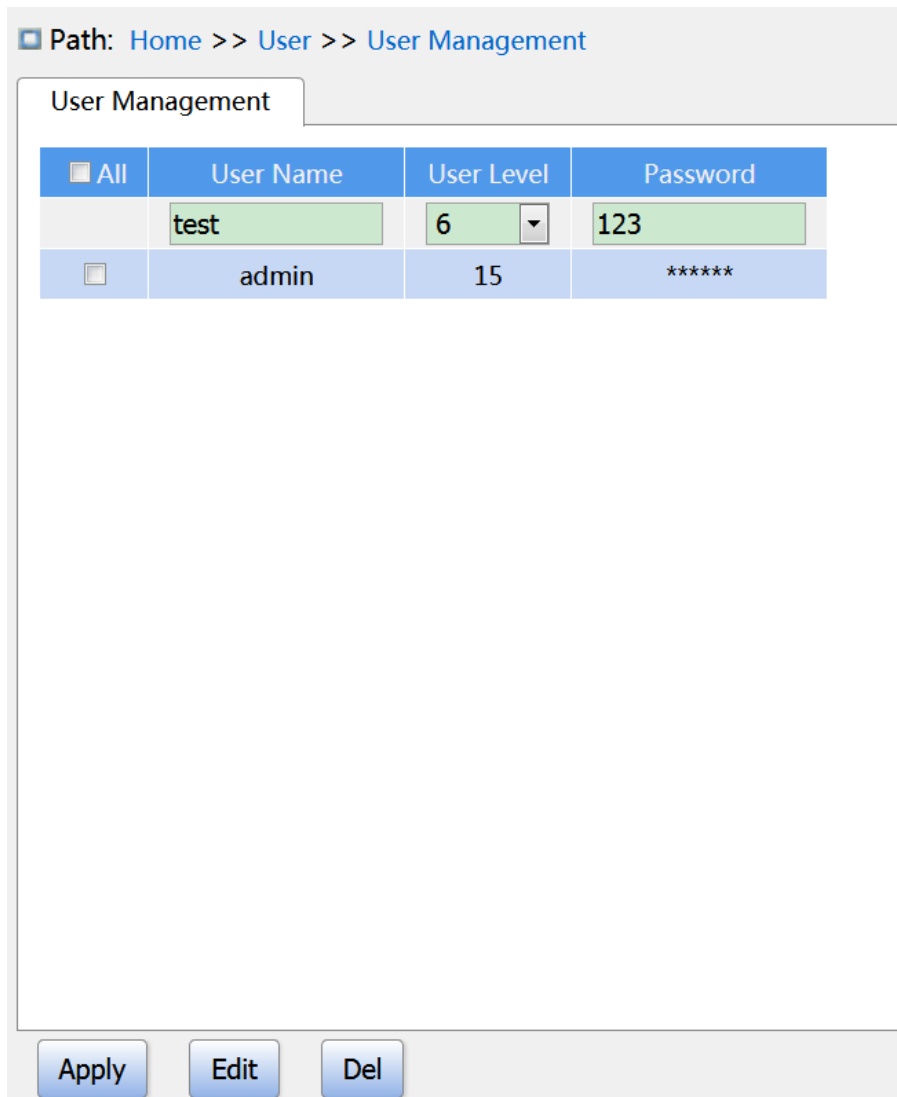 Path: Home >> User >> User Management
User Management
All User Name User Level Password
test 6 123
admin 15 ******
Apply Edit Del